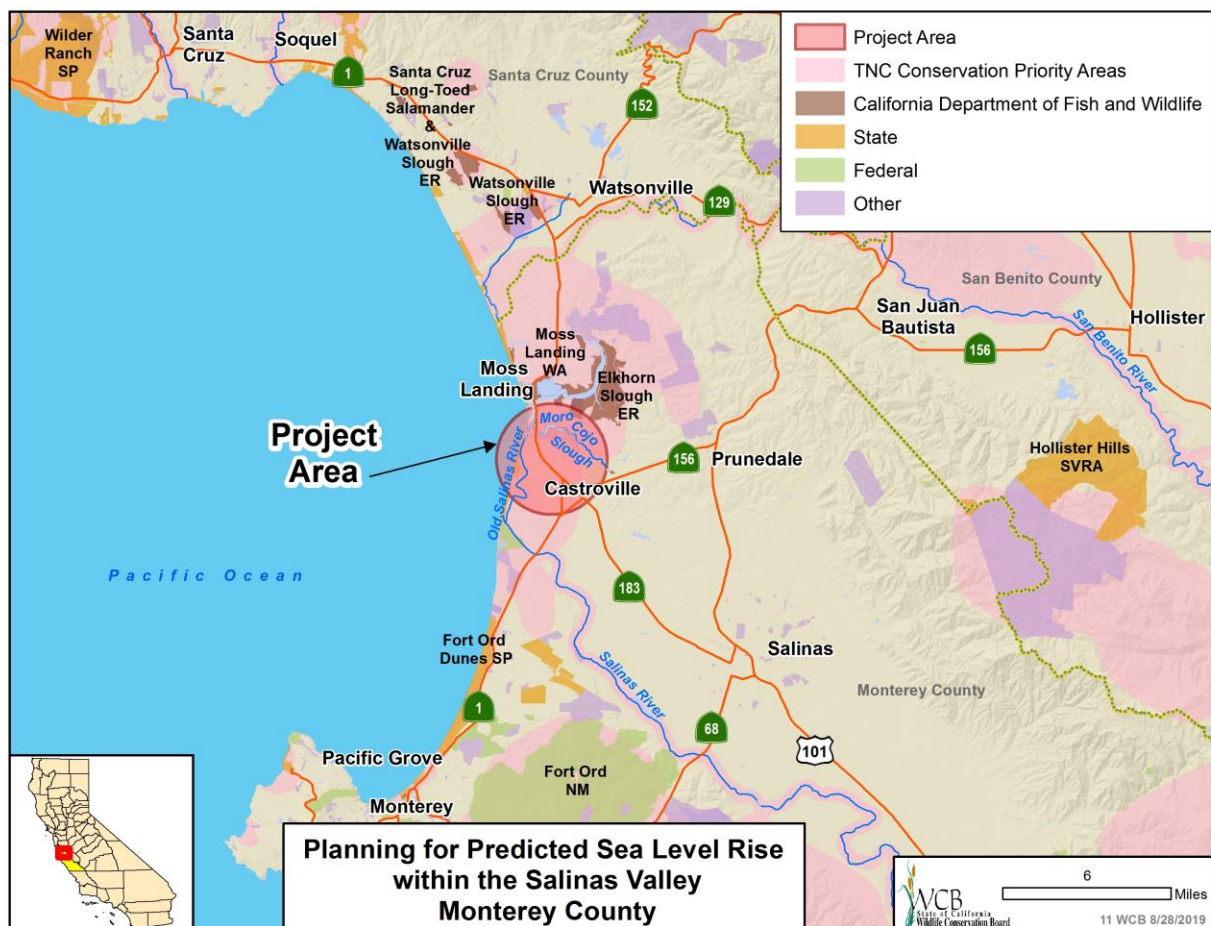 Wilder
Ranch
SP
Santa
Cruz
Soquel
1
Santa Cruz
Long-Toed
Salamander
&
Watsonville
Slough
ER
Santa Cruz County
152
Watsonville
Slough
ER
Watsonville
129
Project Area
TNC Conservation Priority Areas
California Department of Fish and Wildlife
State
Federal
Other
San Benito County
San Juan
Bautista
Hollister
156
San Benito River
Moss
Landing
WA
Moss
Landing
Elkhorn
Slough
ER
Project
Area
Moro Cojo
Slough
Old Salinas River
Castroville
156
Prunedale
Hollister Hills
SVRA
Pacific Ocean
183
Fort Ord
Dunes SP
Salinas
Salinas River
Monterey County
1
68
101
Pacific Grove
Monterey
Fort Ord
NM
Planning for Predicted Sea Level Rise
within the Salinas Valley
Monterey County
WCB
State of California
Wildlife Conservation Board
6
Miles
11 WCB 8/28/2019